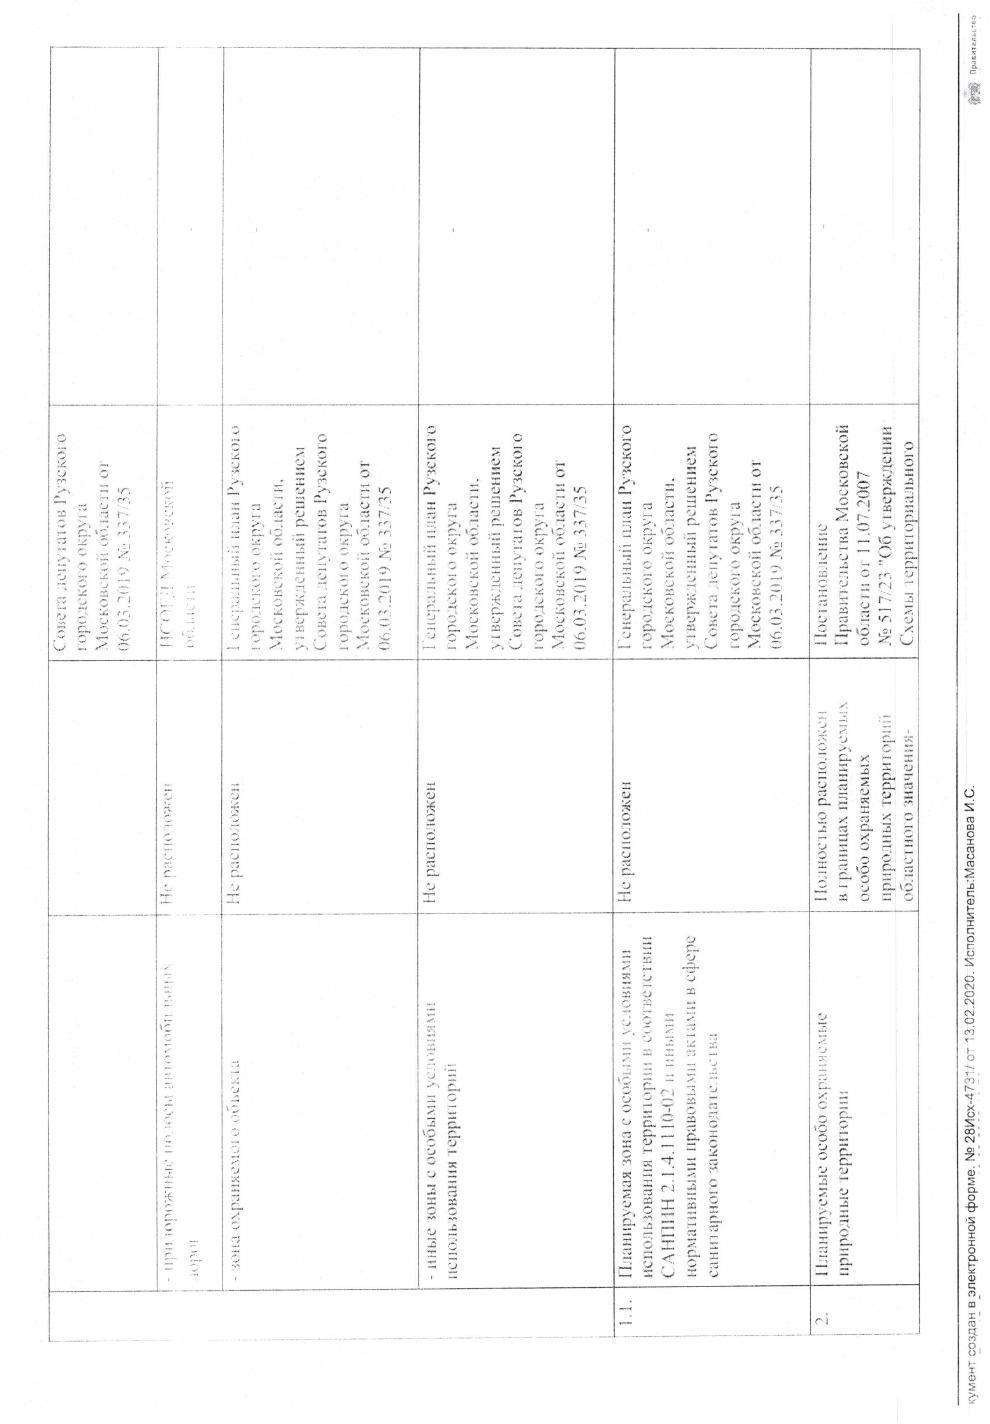 Совета депутатов Рузского
городского округа
Московской области от
06.03.2019 № 337/35
- придорожные полосы автомобильных
дорог
Не расположен
ИСОГД Московской
области
-
- зона охраняемого объекта
Не расположен
Генеральный план Рузского
городского округа
Московской области,
утвержденный решением
Совета депутатов Рузского
городского округа
Московской области от
06.03.2019 № 337/35
-
- иные зоны с особыми условиями
использования территорий
Не расположен
Генеральный план Рузского
городского округа
Московской области,
утвержденный решением
Совета депутатов Рузского
городского округа
Московской области от
06.03.2019 № 337/35
-
1.1.
Планируемая зона с особыми условиями
использования территории в соответствии
САНПИН 2.1.4.1110-02 и иными
нормативными правовыми актами в сфере
санитарного законодательства
Не расположен
Генеральный план Рузского
городского округа
Московской области,
утвержденный решением
Совета депутатов Рузского
городского округа
Московской области от
06.03.2019 № 337/35
-
2.
Планируемые особо охраняемые
природные территории
Полностью расположен
в границах планируемых
особо охраняемых
природных территорий
областного значения-
Постановление
Правительства Московской
области от 11.07.2007
№ 517/23 "Об утверждении
Схемы территориального
-
кумент создан в электронной форме. № 28Исх-4731/ от 13.02.2020. Исполнитель:Масанова И.С.
Правительство